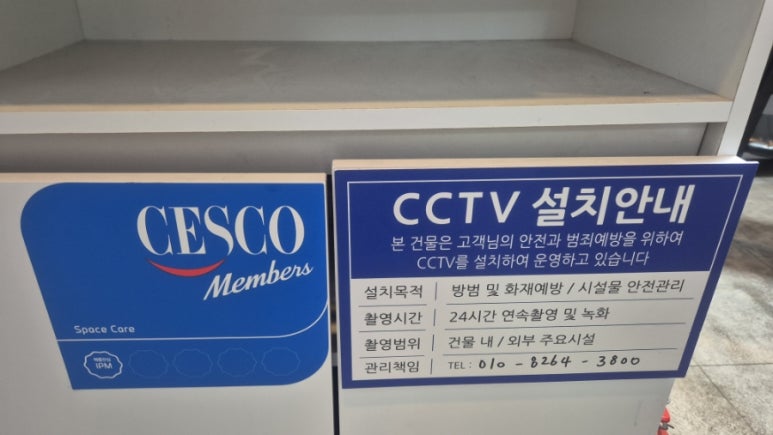 CESCO
Members
Space Care
해충방제
IPM
CCTV 설치안내
본 건물은 고객님의 안전과 범죄예방을 위하여
CCTV를 설치하여 운영하고 있습니다
설치목적 | 방범 및 화재예방 / 시설물 안전관리
촬영시간 | 24시간 연속촬영 및 녹화
촬영범위 | 건물 내 / 외부 주요시설
관리책임 | TEL : 010 - 8264 - 3800